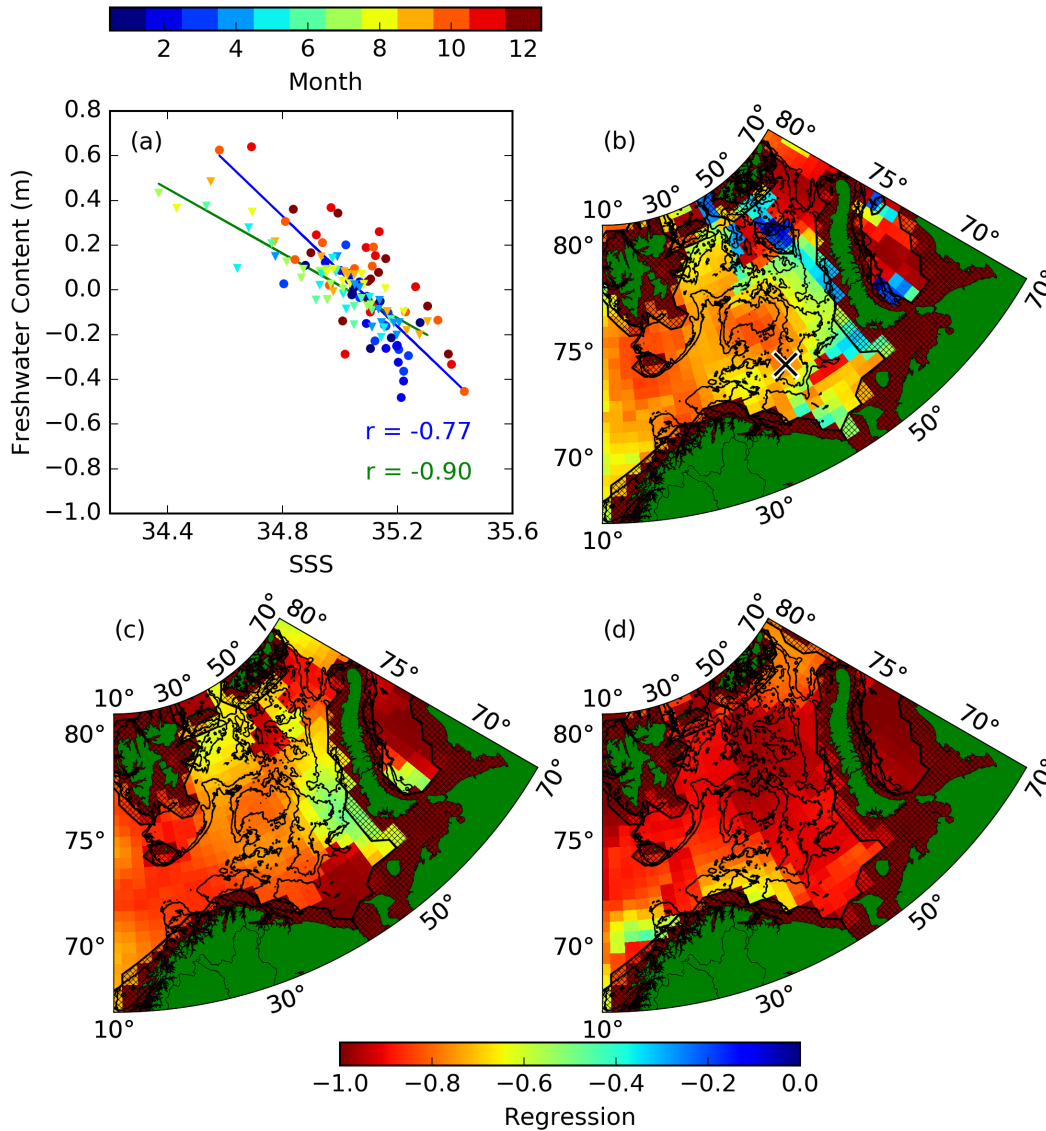 2 4 6 8 10 12
Month
0.8
0.6
0.4
0.2
0.0
−0.2
−0.4
−0.6
−0.8
−1.0
Freshwater Content (m)
(a)
r = -0.77
r = -0.90
34.4 34.8 35.2 35.6
SSS
(b)
10° 30° 50° 70°
80° 75° 70°
80°
75°
70°
10° 30° 50° 70°
(c)
10° 30° 50° 70°
80° 75° 70°
80°
75°
70°
10° 30° 50° 70°
(d)
10° 30° 50° 70°
80° 75° 70°
80°
75°
70°
10° 30° 50° 70°
−1.0 −0.8 −0.6 −0.4 −0.2 0.0
Regression